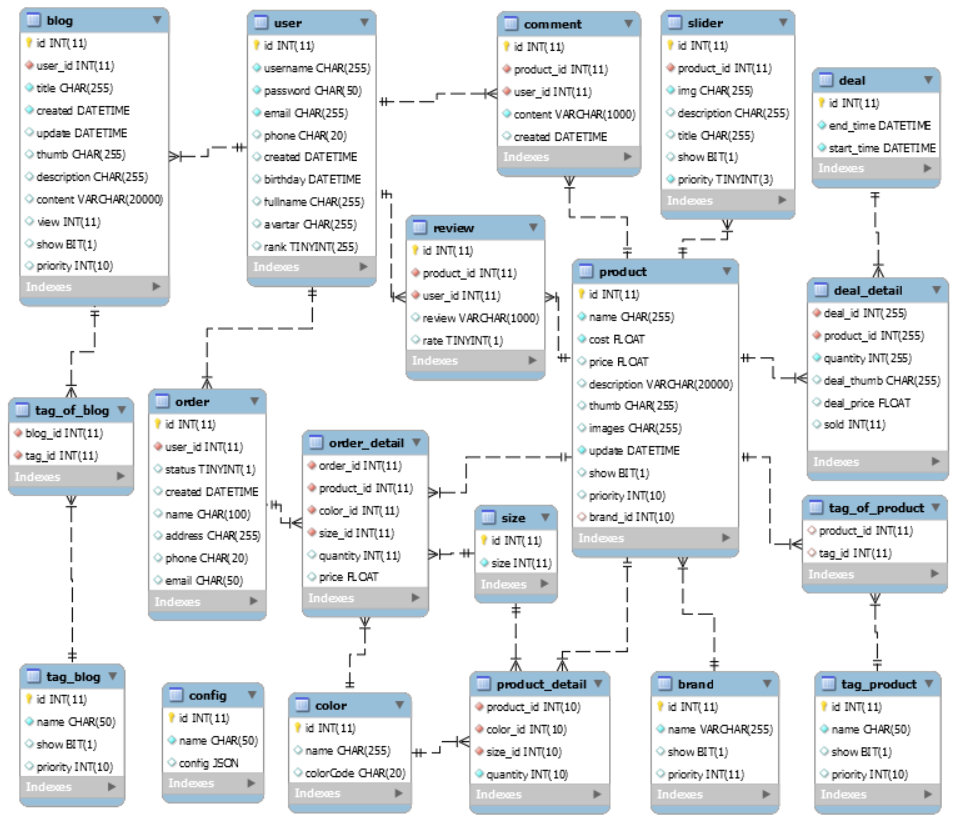 blog
id INT(11)
user_id INT(11)
title CHAR(255)
created DATETIME
update DATETIME
thumb CHAR(255)
description CHAR(255)
content VARCHAR(20000)
view INT(11)
show BIT(1)
priority INT(10)
Indexes
user
id INT(11)
username CHAR(255)
password CHAR(50)
email CHAR(255)
phone CHAR(20)
created DATETIME
birthday DATETIME
fullname CHAR(255)
avartar CHAR(255)
rank TINYINT(255)
Indexes
comment
id INT(11)
product_id INT(11)
user_id INT(11)
content VARCHAR(1000)
created DATETIME
Indexes
slider
id INT(11)
product_id INT(11)
img CHAR(255)
description CHAR(255)
title CHAR(255)
show BIT(1)
priority TINYINT(3)
Indexes
deal
id INT(11)
end_time DATETIME
start_time DATETIME
Indexes
review
id INT(11)
product_id INT(11)
user_id INT(11)
review VARCHAR(1000)
rate TINYINT(1)
Indexes
product
id INT(11)
name CHAR(255)
cost FLOAT
price FLOAT
description VARCHAR(20000)
thumb CHAR(255)
images CHAR(255)
update DATETIME
show BIT(1)
priority INT(10)
brand_id INT(10)
Indexes
deal_detail
deal_id INT(255)
product_id INT(255)
quantity INT(255)
deal_thumb CHAR(255)
deal_price FLOAT
sold INT(11)
Indexes
tag_of_blog
blog_id INT(11)
tag_id INT(11)
Indexes
order
id INT(11)
user_id INT(11)
status TINYINT(1)
created DATETIME
name CHAR(100)
address CHAR(255)
phone CHAR(20)
email CHAR(50)
Indexes
order_detail
order_id INT(11)
product_id INT(11)
color_id INT(11)
size_id INT(11)
quantity INT(11)
price FLOAT
Indexes
size
id INT(11)
size INT(11)
Indexes
tag_of_product
product_id INT(11)
tag_id INT(11)
Indexes
tag_blog
id INT(11)
name CHAR(50)
show BIT(1)
priority INT(10)
Indexes
config
id INT(11)
name CHAR(50)
config JSON
Indexes
color
id INT(11)
name CHAR(255)
colorCode CHAR(20)
Indexes
product_detail
product_id INT(10)
color_id INT(10)
size_id INT(10)
quantity INT(10)
Indexes
brand
id INT(11)
name VARCHAR(255)
show BIT(1)
priority INT(11)
Indexes
tag_product
id INT(11)
name CHAR(50)
show BIT(1)
priority INT(10)
Indexes